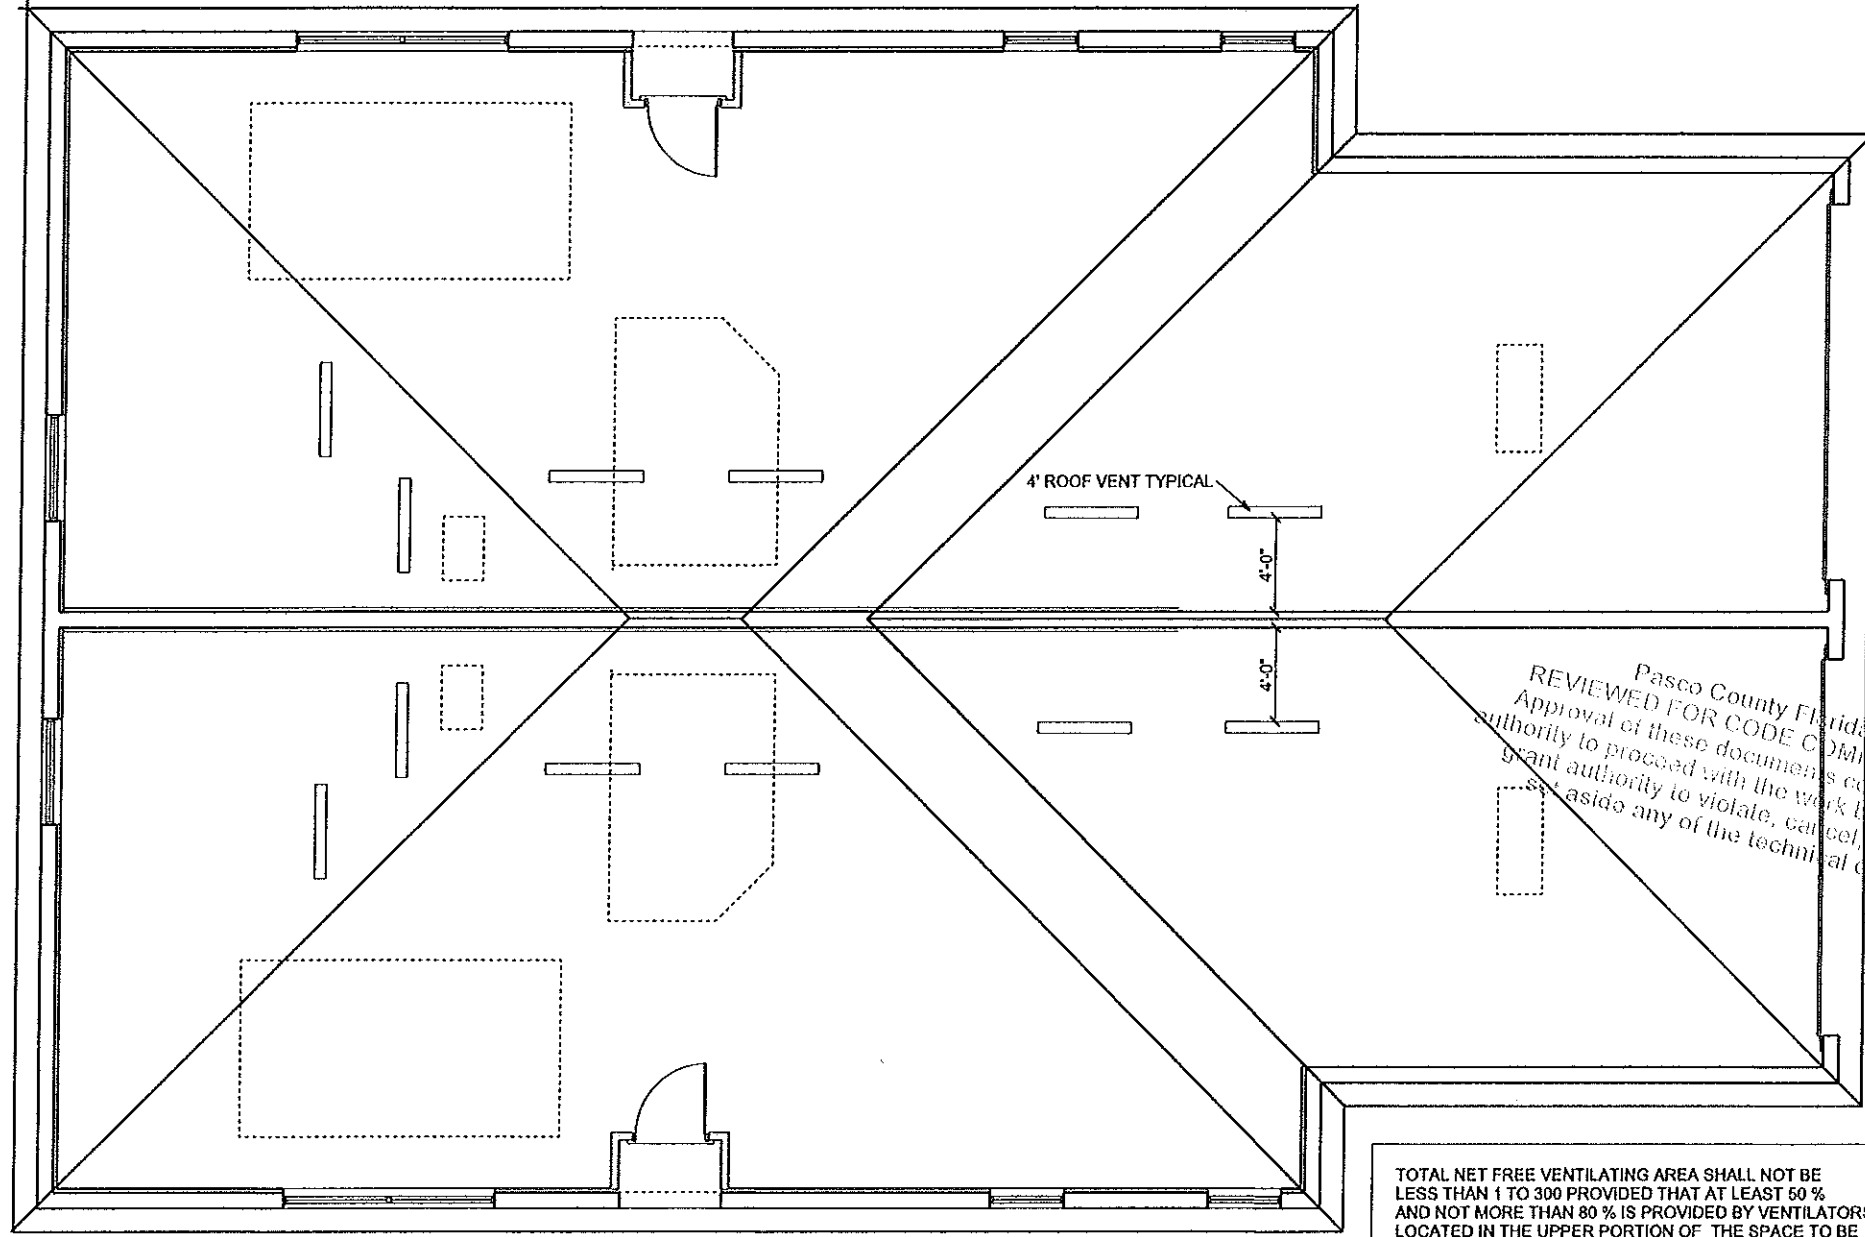 4' ROOF VENT TYPICAL
4'-0"
4'-0"
Pasco County Florida
REVIEWED FOR CODE COM
Approval of these documents co
authority to proceed with the work
grant authority to violate, cancel,
set aside any of the technical
TOTAL NET FREE VENTILATING AREA SHALL NOT BE
LESS THAN 1 TO 300 PROVIDED THAT AT LEAST 50 %
AND NOT MORE THAN 80 % IS PROVIDED BY VENTILATORS
LOCATED IN THE UPPER PORTION OF THE SPACE TO BE